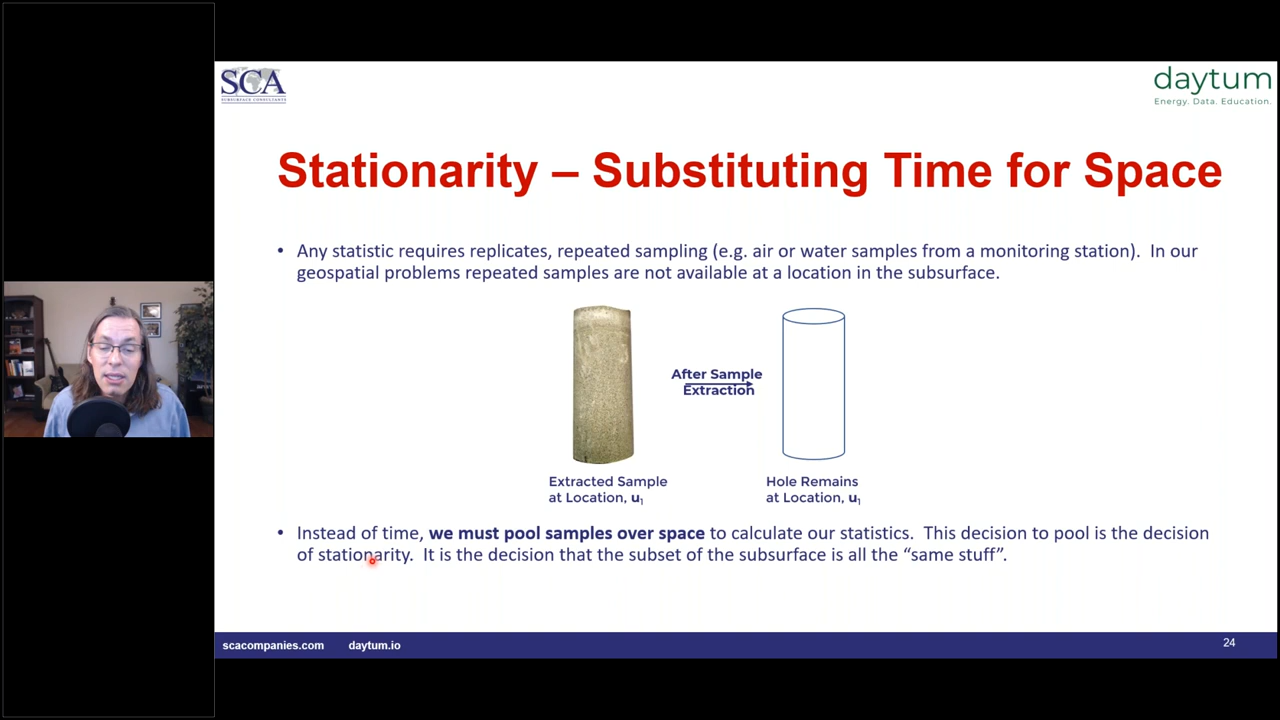 SCA
SUBSURFACE CONSULTANTS
daytum
Energy. Data. Education.
Stationarity – Substituting Time for Space
• Any statistic requires replicates, repeated sampling (e.g. air or water samples from a monitoring station).  In our
geospatial problems repeated samples are not available at a location in the subsurface.
After Sample
Extraction
Extracted Sample
at Location, u1
Hole Remains
at Location, u1
• Instead of time, we must pool samples over space to calculate our statistics.  This decision to pool is the decision
of stationarity.  It is the decision that the subset of the subsurface is all the “same stuff”.
scacompanies.com
daytum.io
24